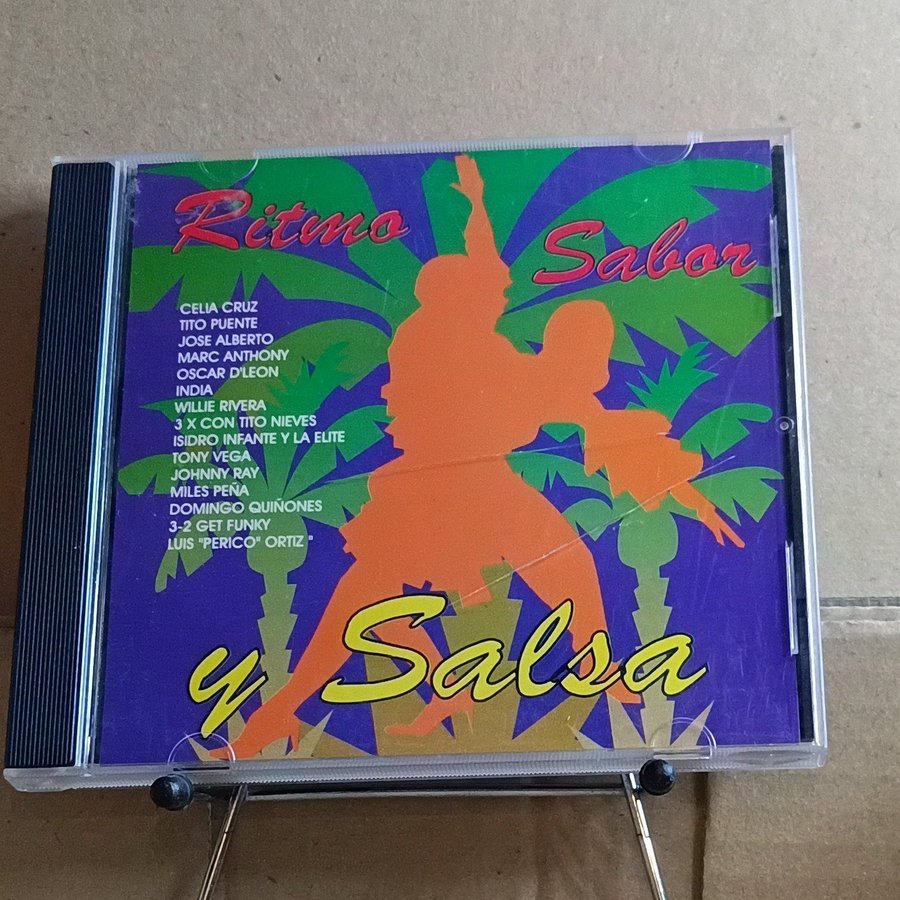 Ritmo
Sabor
CELIA CRUZ
TITO PUENTE
JOSE ALBERTO
MARC ANTHONY
OSCAR D'LEON
INDIA
WILLIE RIVERA
3 X CON TITO NIEVES
ISIDRO INFANTE Y LA ELITE
TONY VEGA
JOHNNY RAY
MILES PEÑA
DOMINGO QUIÑONES
3-2 GET FUNKY
LUIS "PERICO" ORTIZ "
y Salsa